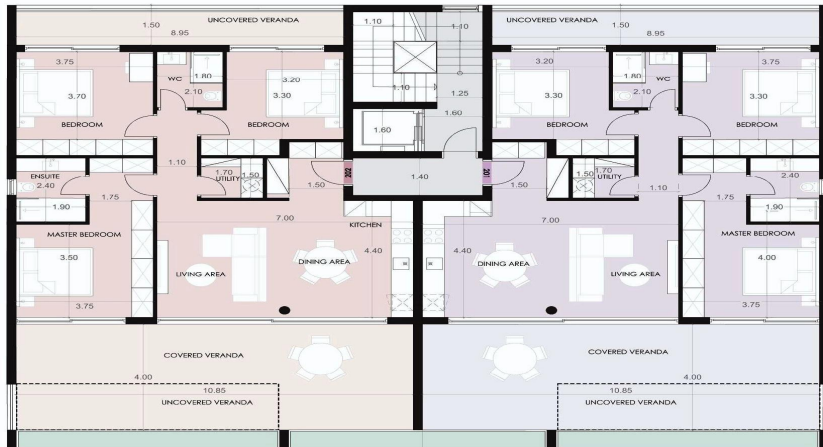 UNCOVERED VERANDA
1.50
8.95
1.10
1.10
UNCOVERED VERANDA
1.50
8.95
3.75
3.70
BEDROOM
WC
1.80
2.10
3.20
3.30
BEDROOM
1.10
1.25
1.60
1.60
3.20
3.30
BEDROOM
1.80
WC
2.10
3.75
3.30
BEDROOM
ENSUITE
2.40
1.90
1.75
1.10
1.70
UTILITY
1.50
1.50
202
1.40
201
1.50
1.50
1.70
UTILITY
1.10
1.75
2.40
1.90
MASTER BEDROOM
3.50
3.75
7.00
KITCHEN
4.40
LIVING AREA
DINING AREA
7.00
4.40
DINING AREA
LIVING AREA
MASTER BEDROOM
4.00
3.75
COVERED VERANDA
4.00
10.85
UNCOVERED VERANDA
COVERED VERANDA
4.00
10.85
UNCOVERED VERANDA